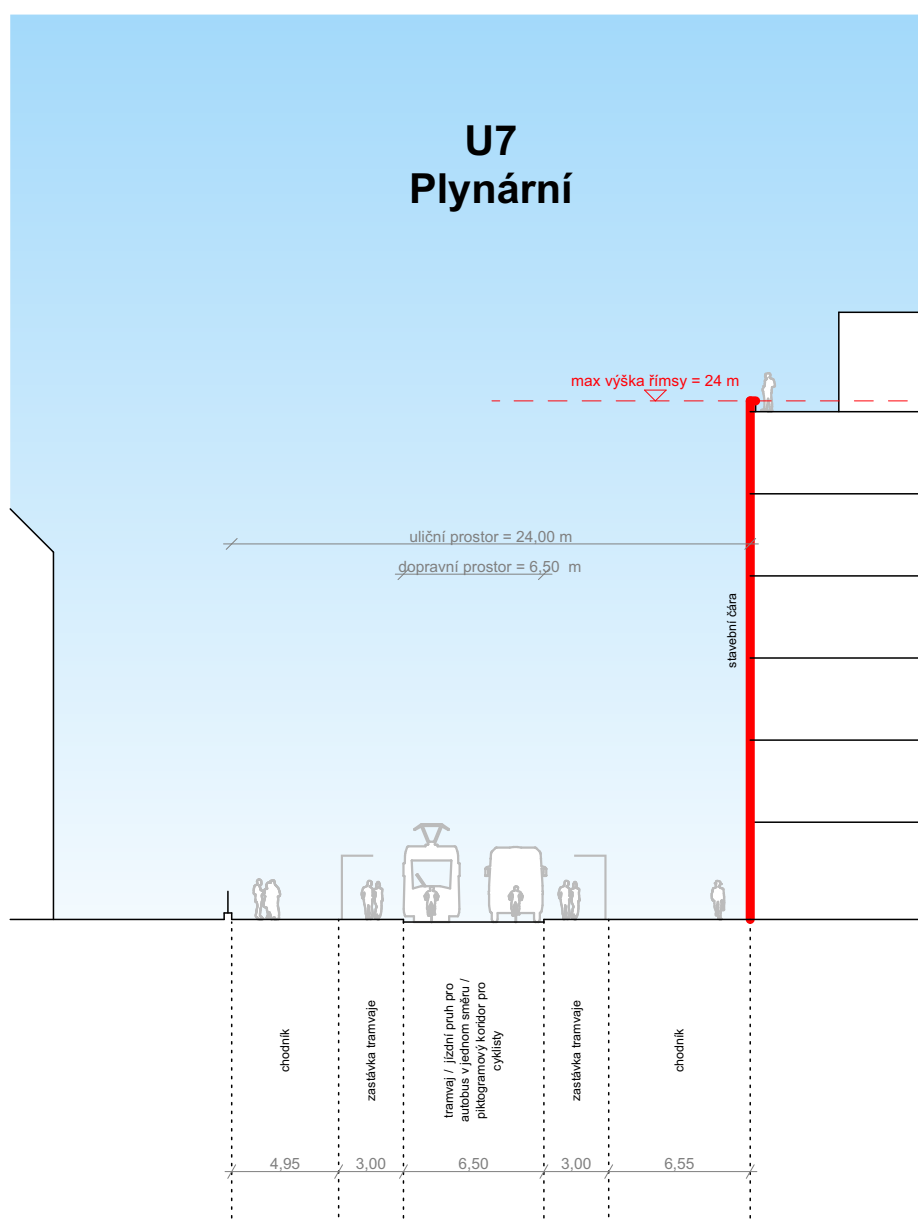 U7
Plynární
max výška římsy = 24 m
uliční prostor = 24,00 m
dopravní prostor = 6,50 m
stavební čára
chodník
zastávka tramvaje
tramvaj / jízdní pruh pro
autobus v jednom směru /
piktogramový koridor pro
cyklisty
zastávka tramvaje
chodník
4,95
3,00
6,50
3,00
6,55